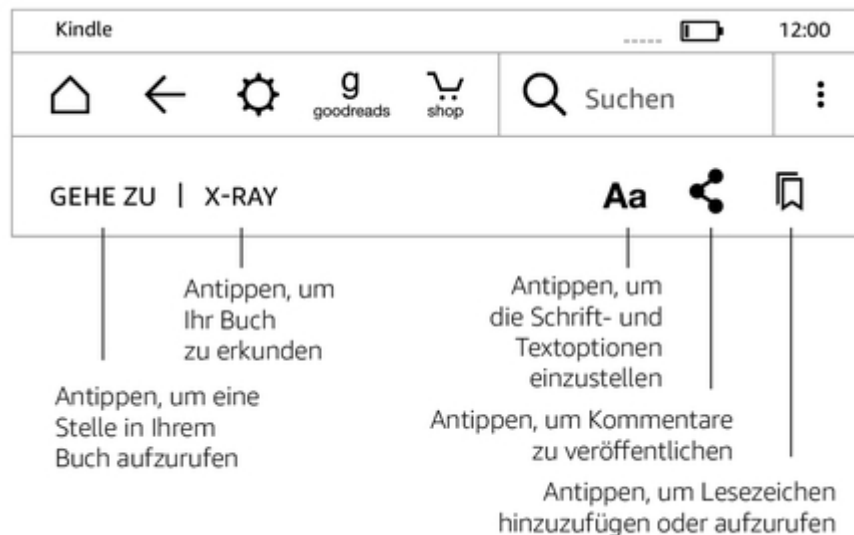 Kindle 12:00
g
goodreads shop Suchen
GEHE ZU | X-RAY Aa
Antippen, um
Ihr Buch
zu erkunden
Antippen, um eine
Stelle in Ihrem
Buch aufzurufen
Antippen, um
die Schrift- und
Textoptionen
einzustellen
Antippen, um Kommentare
zu veröffentlichen
Antippen, um Lesezeichen
hinzuzufügen oder aufzurufen